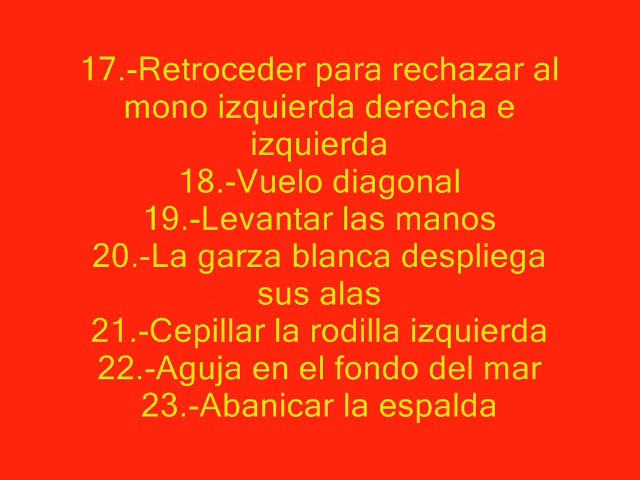 17.-Retroceder para rechazar al
mono izquierda derecha e
izquierda
18.-Vuelo diagonal
19.-Levantar las manos
20.-La garza blanca despliega
sus alas
21.-Cepillar la rodilla izquierda
22.-Aguja en el fondo del mar
23.-Abanicar la espalda